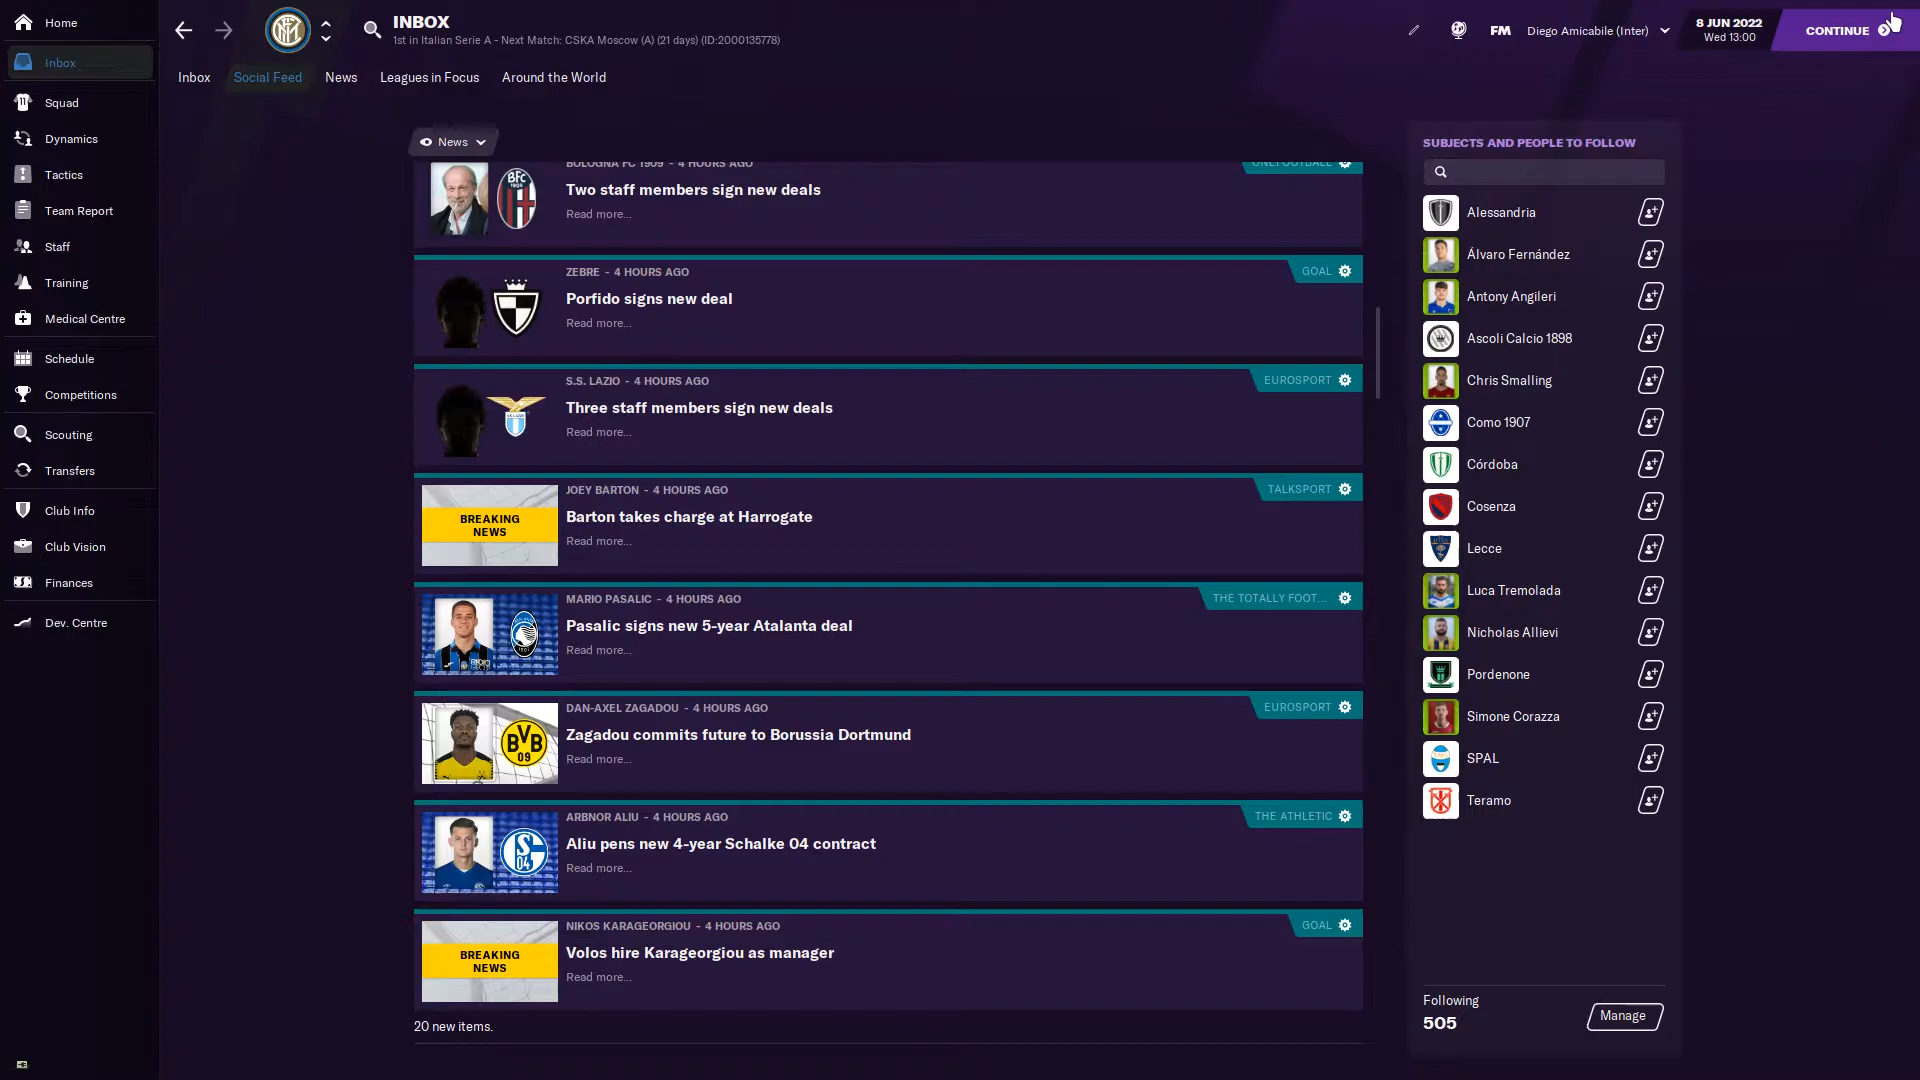 Home
Inbox
Squad
Dynamics
Tactics
Team Report
Staff
Training
Medical Centre
Schedule
Competitions
Scouting
Transfers
Club Info
Club Vision
Finances
Dev. Centre
INBOX
1st in Italian Serie A - Next Match: CSKA Moscow (A) (21 days) (ID:2000135778)
FM
Diego Amicabile (Inter)
8 JUN 2022
Wed 13:00
CONTINUE
Inbox
Social Feed
News
Leagues in Focus
Around the World
News
BOLOGNA FC 1909 - 4 HOURS AGO
ONEFOOTBALL
Two staff members sign new deals
Read more...
ZEBRE - 4 HOURS AGO
GOAL
Porfido signs new deal
Read more...
S.S. LAZIO - 4 HOURS AGO
EUROSPORT
Three staff members sign new deals
Read more...
BREAKING
NEWS
JOEY BARTON - 4 HOURS AGO
TALKSPORT
Barton takes charge at Harrogate
Read more...
MARIO PASALIC - 4 HOURS AGO
THE TOTALLY FOOT...
Pasalic signs new 5-year Atalanta deal
Read more...
BVB
09
DAN-AXEL ZAGADOU - 4 HOURS AGO
EUROSPORT
Zagadou commits future to Borussia Dortmund
Read more...
ARBNOR ALIU - 4 HOURS AGO
THE ATHLETIC
Aliu pens new 4-year Schalke 04 contract
Read more...
BREAKING
NEWS
NIKOS KARAGEORGIOU - 4 HOURS AGO
GOAL
Volos hire Karageorgiou as manager
Read more...
20 new items.
SUBJECTS AND PEOPLE TO FOLLOW
Alessandria
Álvaro Fernández
Antony Angileri
Ascoli Calcio 1898
Chris Smalling
Como 1907
Córdoba
Cosenza
Lecce
Luca Tremolada
Nicholas Allievi
Pordenone
Simone Corazza
SPAL
Teramo
Following
505
Manage